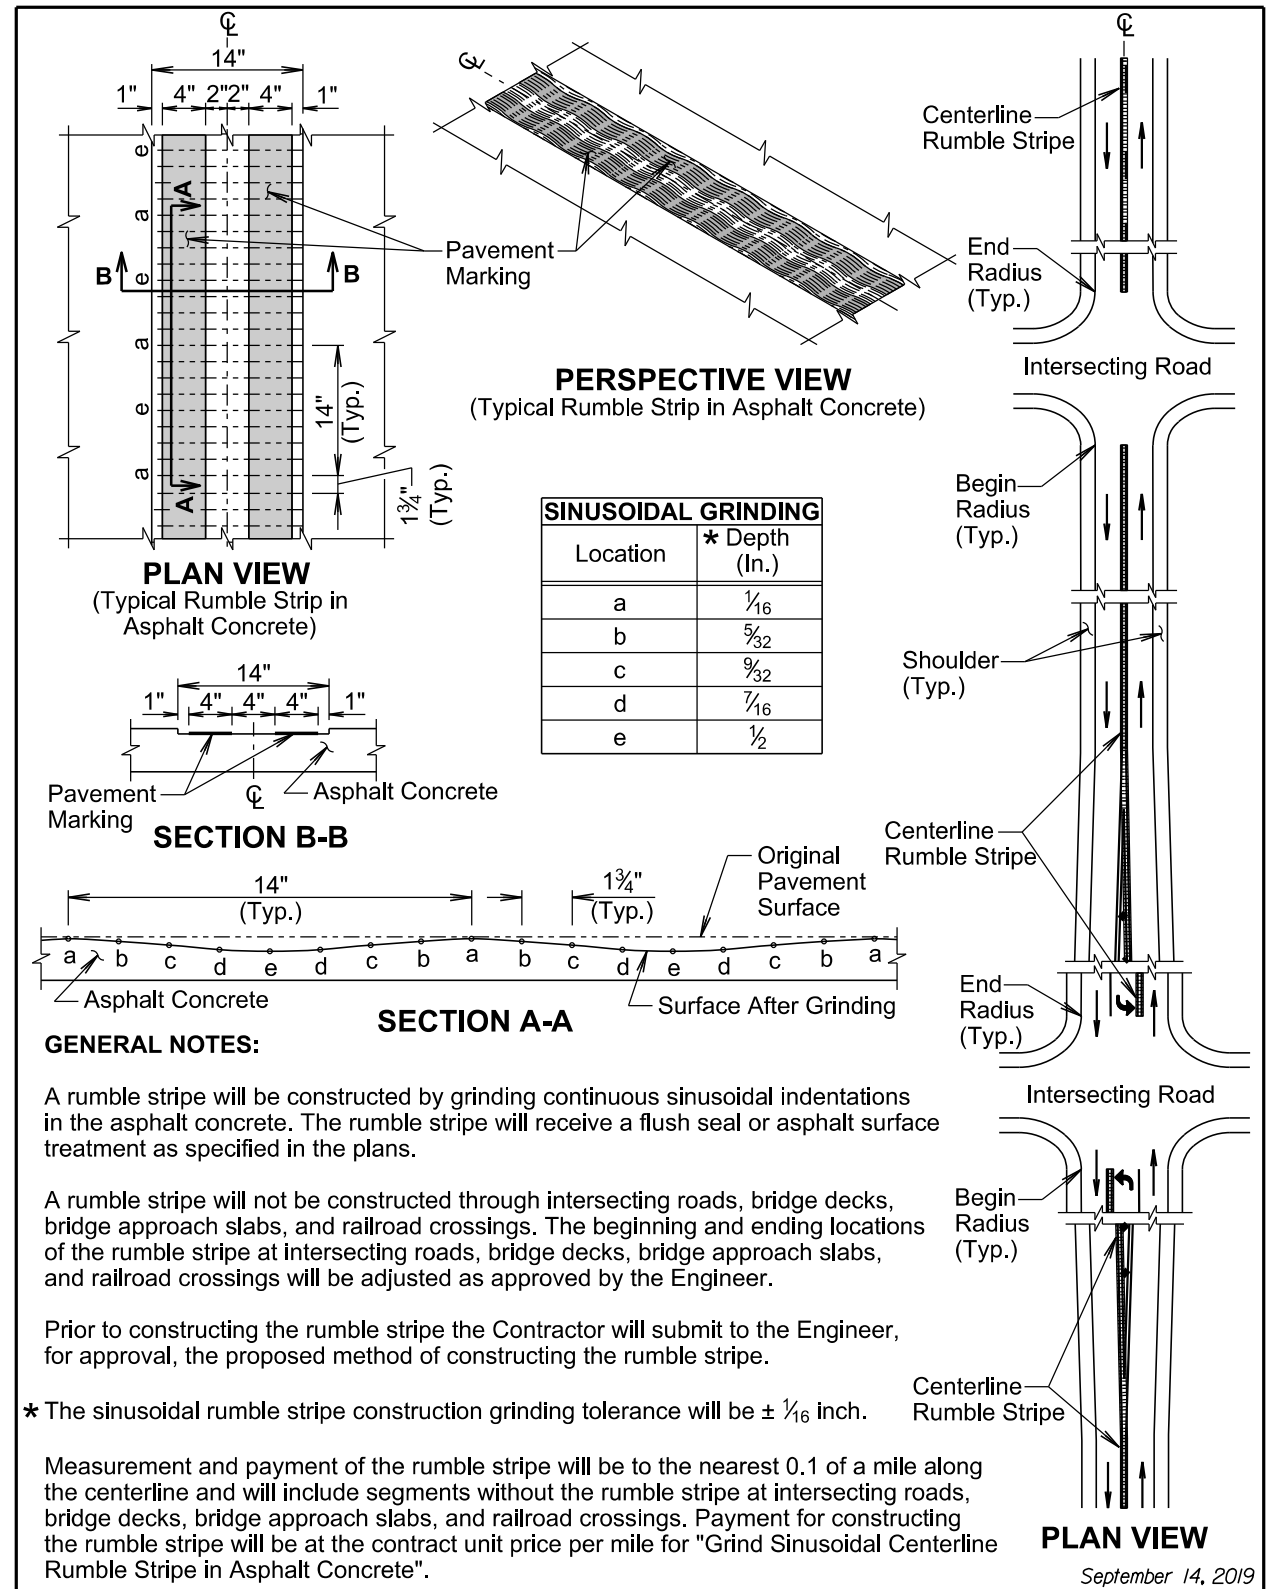 ℄
14"
1" 4" 2" 2" 4" 1"
e
A
a
B e B
a
e
a
A
14"
(Typ.)
1¾"
(Typ.)
Pavement
Marking
PLAN VIEW
(Typical Rumble Strip in
Asphalt Concrete)
℄
PERSPECTIVE VIEW
(Typical Rumble Strip in Asphalt Concrete)
SINUSOIDAL GRINDING
Location * Depth (In.)
a 1/16
b 5/32
c 9/32
d 7/16
e 1/2
14"
1" 4" 4" 4" 1"
Pavement
Marking
℄
Asphalt Concrete
SECTION B-B
14"
(Typ.)
1¾"
(Typ.)
Original
Pavement
Surface
a b c d e d c b a b c d e d c b a
Asphalt Concrete
Surface After Grinding
SECTION A-A
GENERAL NOTES:
A rumble stripe will be constructed by grinding continuous sinusoidal indentations
in the asphalt concrete. The rumble stripe will receive a flush seal or asphalt surface
treatment as specified in the plans.
A rumble stripe will not be constructed through intersecting roads, bridge decks,
bridge approach slabs, and railroad crossings. The beginning and ending locations
of the rumble stripe at intersecting roads, bridge decks, bridge approach slabs,
and railroad crossings will be adjusted as approved by the Engineer.
Prior to constructing the rumble stripe the Contractor will submit to the Engineer,
for approval, the proposed method of constructing the rumble stripe.
* The sinusoidal rumble stripe construction grinding tolerance will be ± 1/16 inch.
Measurement and payment of the rumble stripe will be to the nearest 0.1 of a mile along
the centerline and will include segments without the rumble stripe at intersecting roads,
bridge decks, bridge approach slabs, and railroad crossings. Payment for constructing
the rumble stripe will be at the contract unit price per mile for "Grind Sinusoidal Centerline
Rumble Stripe in Asphalt Concrete".
℄
Centerline
Rumble Stripe
End
Radius
(Typ.)
Intersecting Road
Begin
Radius
(Typ.)
Shoulder
(Typ.)
Centerline
Rumble Stripe
End
Radius
(Typ.)
Intersecting Road
Begin
Radius
(Typ.)
Centerline
Rumble Stripe
PLAN VIEW
September 14, 2019